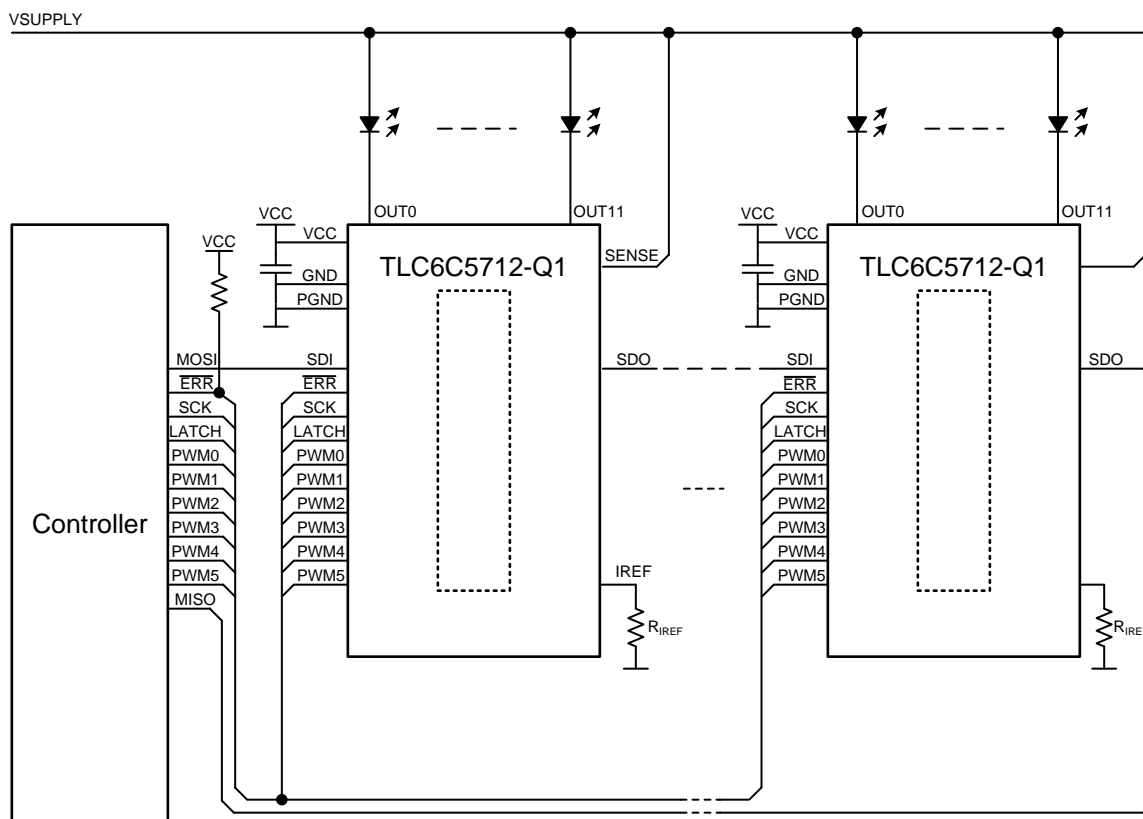 VSUPPLY
OUT0
OUT11
OUT0
OUT11
VCC
VCC
VCC
GND
PGND
TLC6C5712-Q1
SENSE
VCC
VCC
GND
PGND
TLC6C5712-Q1
Controller
MOSI
ERR
SCK
LATCH
PWM0
PWM1
PWM2
PWM3
PWM4
PWM5
MISO
SDI
ERR
SCK
LATCH
PWM0
PWM1
PWM2
PWM3
PWM4
PWM5
SDO
IREF
RIREF
SDI
ERR
SCK
LATCH
PWM0
PWM1
PWM2
PWM3
PWM4
PWM5
SDO